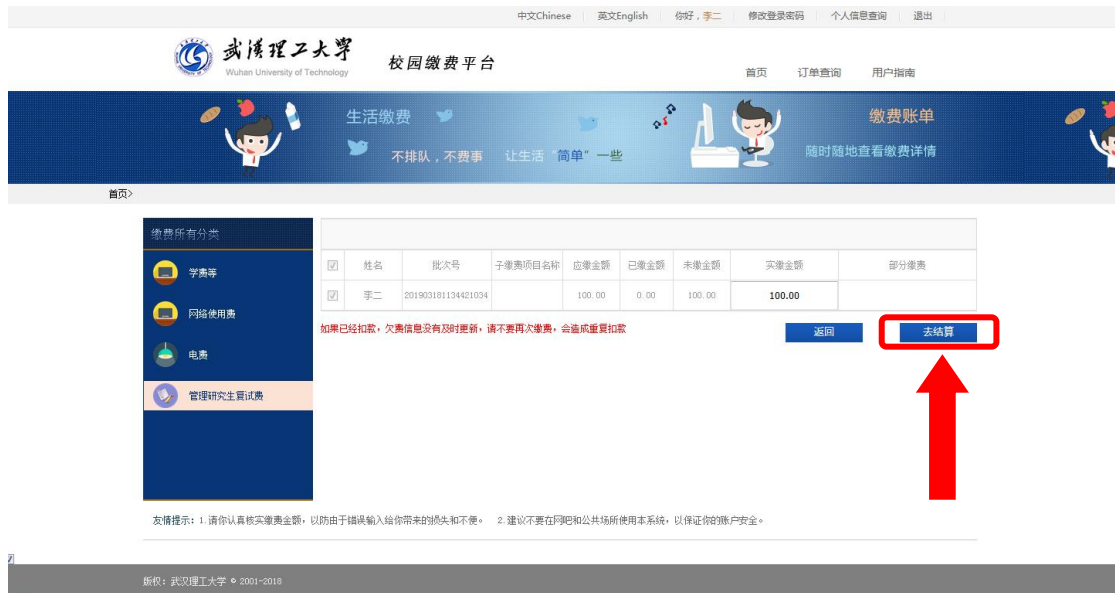 中文Chinese 英文English 你好，李二 修改登录密码 个人信息查询 退出
武汉理工大学
Wuhan University of Technology
校园缴费平台
首页 订单查询 用户指南
生活缴费
不排队，不费事 让生活“简单”一些
缴费账单
随时随地查看缴费详情
首页>
缴费所有分类
学费等
网络使用费
电费
管理研究生复试费
姓名 批次号 子缴费项目名称 应缴金额 已缴金额 未缴金额 实缴金额 部分缴费
李二 201903181134421034 100.00 0.00 100.00 100.00
如果已经扣款，欠费信息没有及时更新，请不要再次缴费，会造成重复扣款
返回 去结算
友情提示：1.请你认真核实缴费金额，以防由于错误输入给你带来的损失和不便。 2.建议不要在网吧和公共场所使用本系统，以保证你的账户安全。
版权：武汉理工大学 © 2001-2018